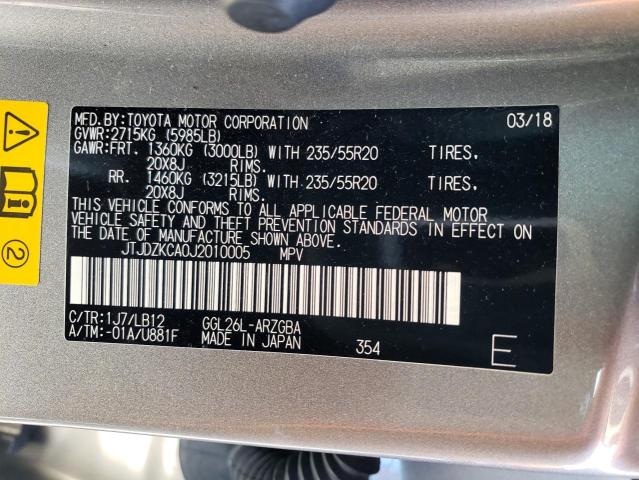 MFD.BY:TOYOTA MOTOR CORPORATION 03/18
GVWR:2715KG (5985LB)
GAWR:FRT. 1360KG (3000LB) WITH 235/55R20 TIRES.
20X8J RIMS.
RR. 1460KG (3215LB) WITH 235/55R20 TIRES.
20X8J RIMS.
THIS VEHICLE CONFORMS TO ALL APPLICABLE FEDERAL MOTOR
VEHICLE SAFETY AND THEFT PREVENTION STANDARDS IN EFFECT ON
THE DATE OF MANUFACTURE SHOWN ABOVE.
JTJDZKCA0J2010005 MPV
C/TR:1J7/LB12 GGL26L-ARZGBA
A/TM:-01A/U881F MADE IN JAPAN 354 E
2